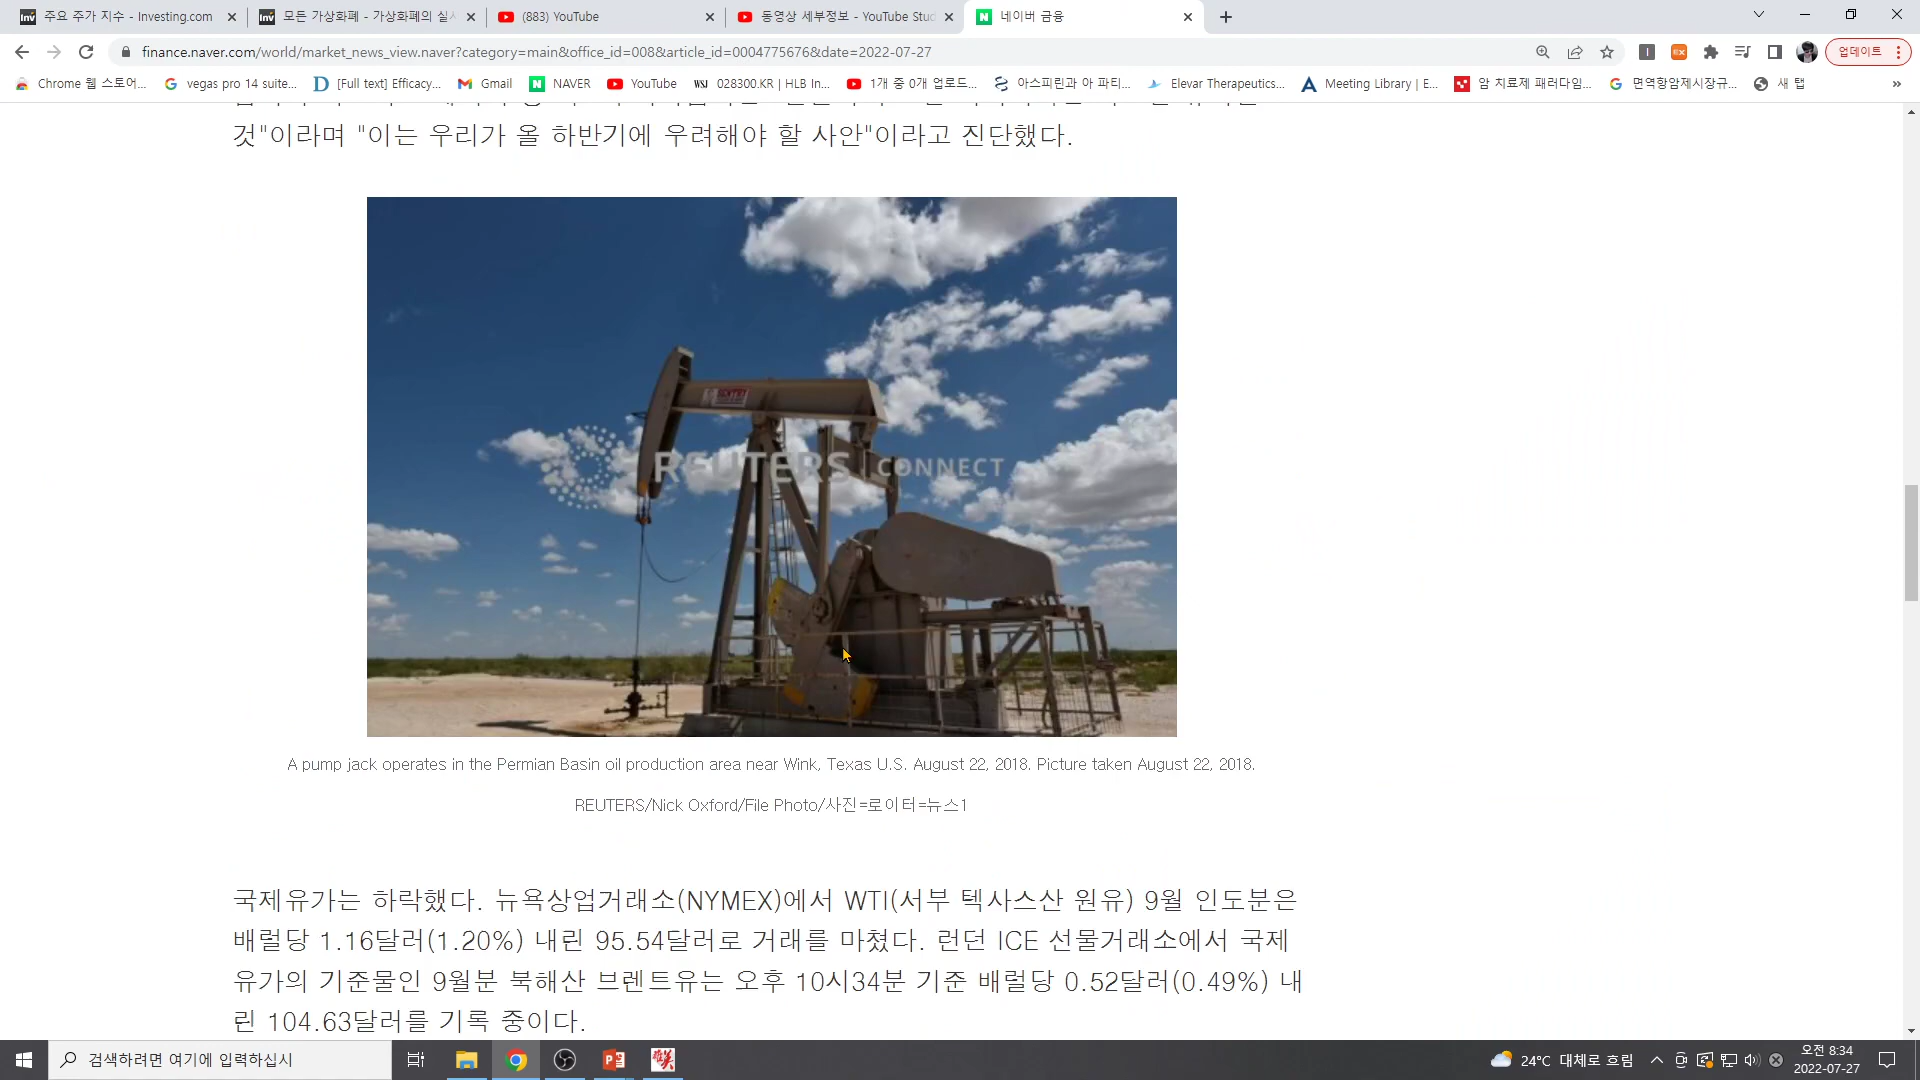 주요 주가 지수 - Investing.com
모든 가상화폐 - 가상화폐의 실시
(883) YouTube
동영상 세부정보 - YouTube Stud
네이버 금융
finance.naver.com/world/market_news_view.naver?category=main&office_id=008&article_id=0004775676&date=2022-07-27
업데이트
Chrome 웹 스토어...
vegas pro 14 suite...
[Full text] Efficacy...
Gmail
NAVER
YouTube
WSJ 028300.KR | HLB In...
1개 중 0개 업로드...
아스피린과 아 파티...
Elevar Therapeutics...
Meeting Library | E...
암 치료제 패러다임...
면역항암제시장규...
새 탭
것"이라며 "이는 우리가 올 하반기에 우려해야 할 사안"이라고 진단했다.
REUTERS | CONNECT
A pump jack operates in the Permian Basin oil production area near Wink, Texas U.S. August 22, 2018. Picture taken August 22, 2018.
REUTERS/Nick Oxford/File Photo/사진=로이터=뉴스1
국제유가는 하락했다. 뉴욕상업거래소(NYMEX)에서 WTI(서부 텍사스산 원유) 9월 인도분은
배럴당 1.16달러(1.20%) 내린 95.54달러로 거래를 마쳤다. 런던 ICE 선물거래소에서 국제
유가의 기준물인 9월분 북해산 브렌트유는 오후 10시34분 기준 배럴당 0.52달러(0.49%) 내
린 104.63달러를 기록 중이다.
검색하려면 여기에 입력하십시
24°C 대체로 흐림
오전 8:34
2022-07-27